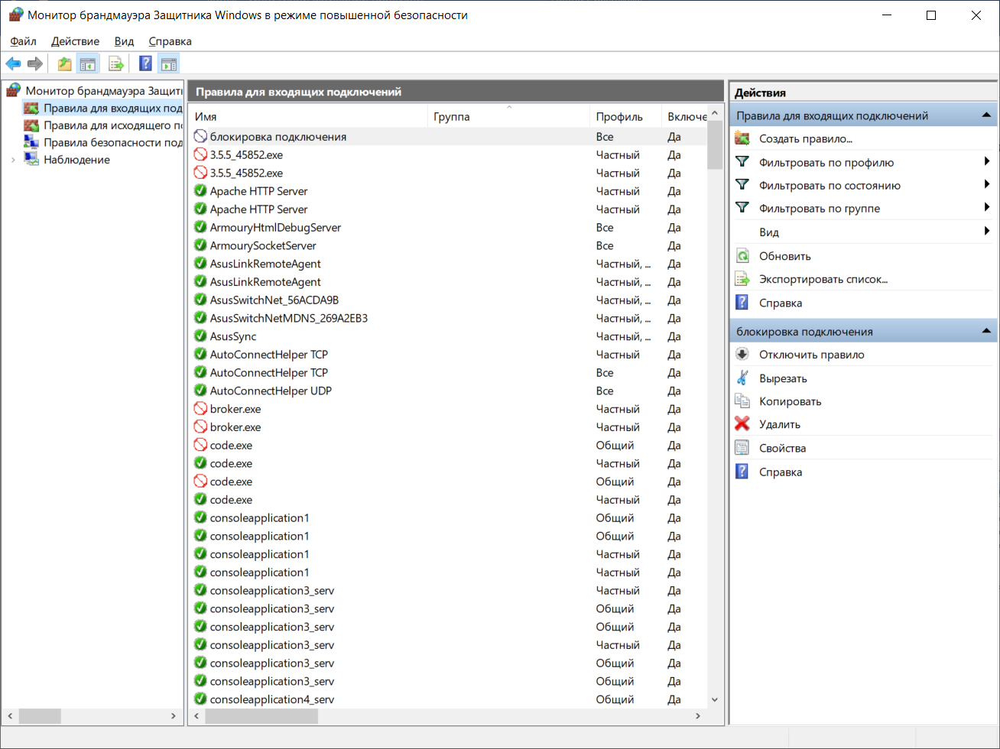 Монитор брандмауэра Защитника Windows в режиме повышенной безопасности
Файл Действие Вид Справка
Монитор брандмауэра Защит
Правила для входящих под
Правила для исходящего п
Правила безопасности под
Наблюдение
Правила для входящих подключений
Имя Группа Профиль Включе
блокировка подключения Все Да
3.5.5_45852.exe Частный Да
3.5.5_45852.exe Частный Да
Apache HTTP Server Частный Да
Apache HTTP Server Частный Да
ArmouryHtmlDebugServer Все Да
ArmourySocketServer Все Да
AsusLinkRemoteAgent Частный, ... Да
AsusLinkRemoteAgent Частный, ... Да
AsusSwitchNet_56ACDA9B Частный, ... Да
AsusSwitchNetMDNS_269A2EB3 Частный, ... Да
AsusSync Частный, ... Да
AutoConnectHelper TCP Частный Да
AutoConnectHelper TCP Все Да
AutoConnectHelper UDP Все Да
broker.exe Частный Да
broker.exe Частный Да
code.exe Общий Да
code.exe Частный Да
code.exe Общий Да
code.exe Частный Да
consoleapplication1 Общий Да
consoleapplication1 Общий Да
consoleapplication1 Частный Да
consoleapplication1 Частный Да
consoleapplication3_serv Частный Да
consoleapplication3_serv Общий Да
consoleapplication3_serv Общий Да
consoleapplication3_serv Частный Да
consoleapplication3_serv Общий Да
consoleapplication3_serv Общий Да
consoleapplication4_serv Общий Да
Действия
Правила для входящих подключений
Создать правило...
Фильтровать по профилю
Фильтровать по состоянию
Фильтровать по группе
Вид
Обновить
Экспортировать список...
Справка
блокировка подключения
Отключить правило
Вырезать
Копировать
Удалить
Свойства
Справка